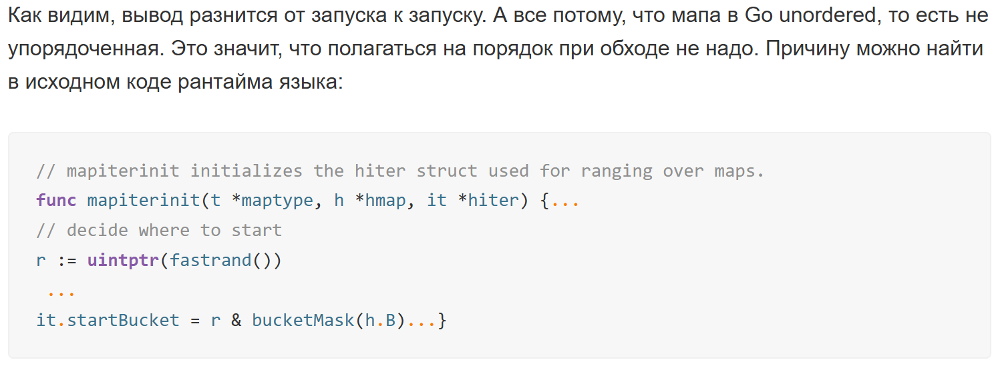 Как видим, вывод разнится от запуска к запуску. А все потому, что мапа в Go unordered, то есть не
упорядоченная. Это значит, что полагаться на порядок при обходе не надо. Причину можно найти
в исходном коде рантайма языка:
// mapiterinit initializes the hiter struct used for ranging over maps.
func mapiterinit(t *maptype, h *hmap, it *hiter) {...
// decide where to start
r := uintptr(fastrand())
 ...
it.startBucket = r & bucketMask(h.B)...}